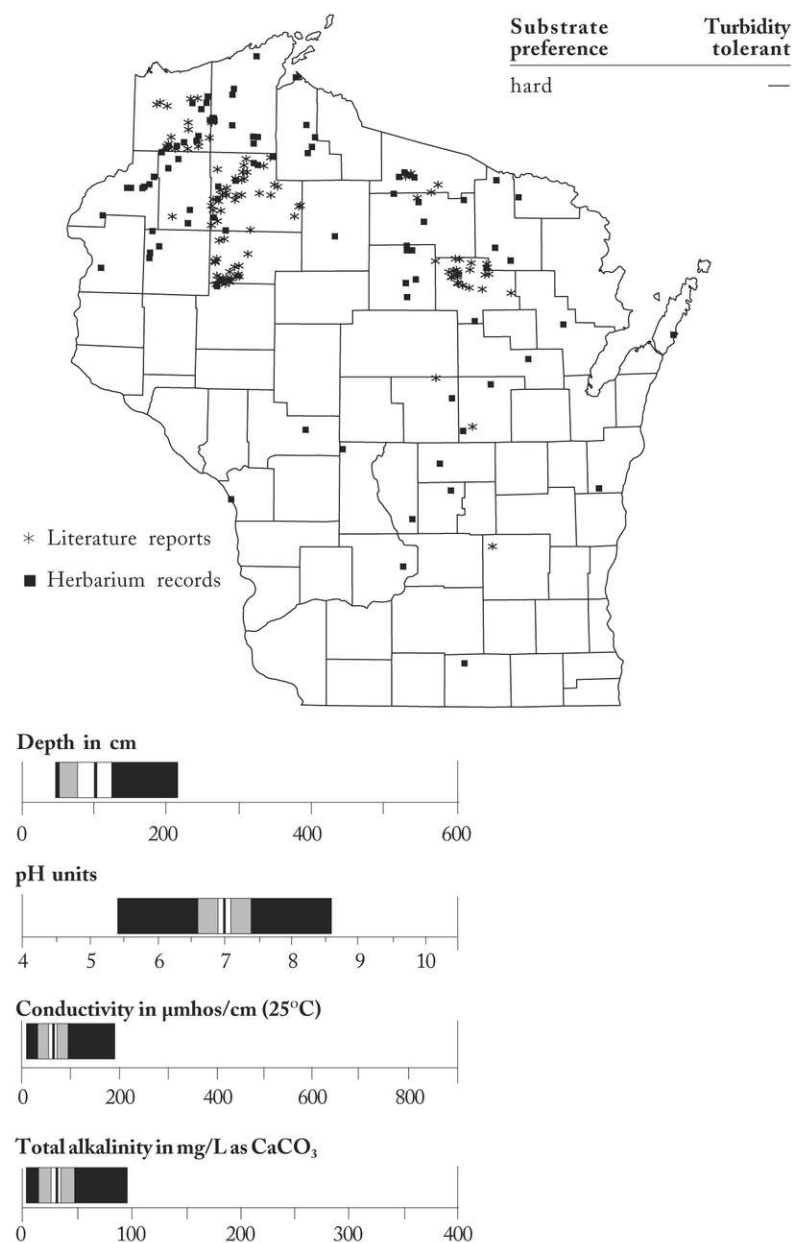 Substrate preference Turbidity tolerant
hard —
* Literature reports
■ Herbarium records
Depth in cm
0 200 400 600
pH units
4 5 6 7 8 9 10
Conductivity in µmhos/cm (25°C)
0 200 400 600 800
Total alkalinity in mg/L as CaCO₃
0 100 200 300 400